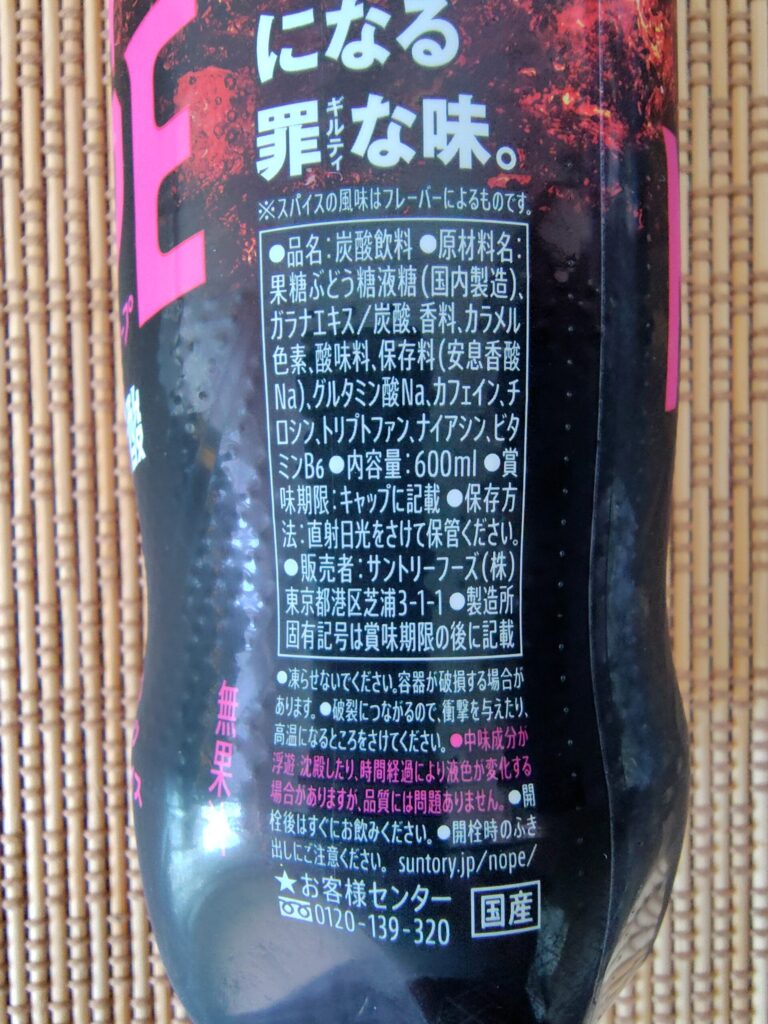 になる
罪な味。
ギルティ
※スパイスの風味はフレーバーによるものです。
●品名：炭酸飲料 ●原材料名：
果糖ぶどう糖液糖（国内製造）、
ガラナエキス／炭酸、香料、カラメル
色素、酸味料、保存料（安息香酸
Na）、グルタミン酸Na、カフェイン、チ
ロシン、トリプトファン、ナイアシン、ビタ
ミンB6 ●内容量：600ml ●賞
味期限：キャップに記載 ●保存方
法：直射日光をさけて保管ください。
●販売者：サントリーフーズ（株）
東京都港区芝浦3-1-1 ●製造所
固有記号は賞味期限の後に記載
●凍らせないでください。容器が破損する場合が
あります。●破裂につながるので、衝撃を与えたり、
高温になるところをさけてください。●中味成分が
浮遊・沈殿したり、時間経過により液色が変化する
場合がありますが、品質には問題ありません。●開
栓後はすぐにお飲みください。●開栓時のふき
出しにご注意ください。 suntory.jp/nope/
★お客様センター
0120-139-320
国産
無果
E
酸
プ
ス